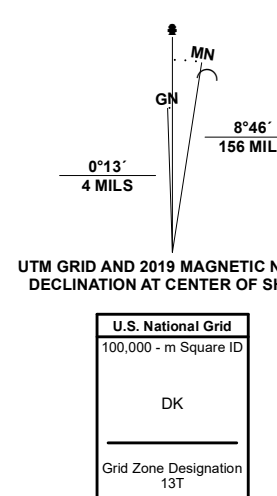 MN
GN
8°46´
156 MIL
0°13´
4 MILS
UTM GRID AND 2019 MAGNETIC N
DECLINATION AT CENTER OF SH
U.S. National Grid
100,000 - m Square ID
DK
Grid Zone Designation
13T